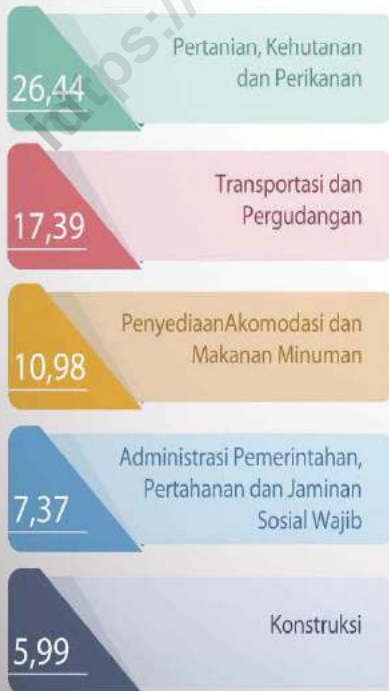 26,44
Pertanian, Kehutanan
dan Perikanan
17,39
Transportasi dan
Pergudangan
10,98
PenyediaanAkomodasi dan
Makanan Minuman
7,37
Administrasi Pemerintahan,
Pertahanan dan Jaminan
Sosial Wajib
5,99
Konstruksi
https:/